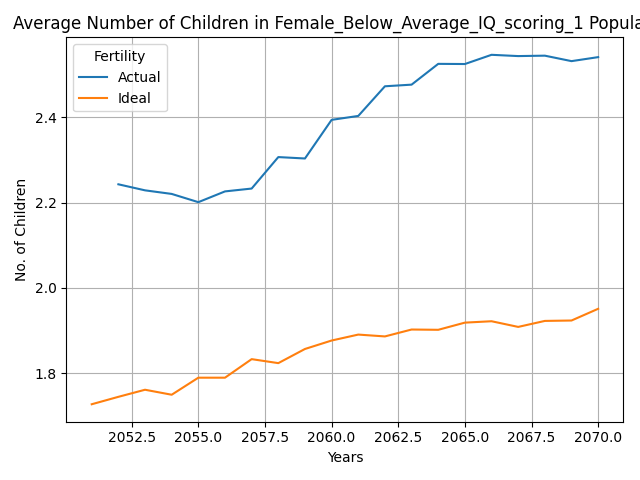 Average Number of Children in Female_Below_Average_IQ_scoring_1 Popula
Fertility
Actual
Ideal
No. of Children
2.4
2.2
2.0
1.8
2052.5 2055.0 2057.5 2060.0 2062.5 2065.0 2067.5 2070.0
Years